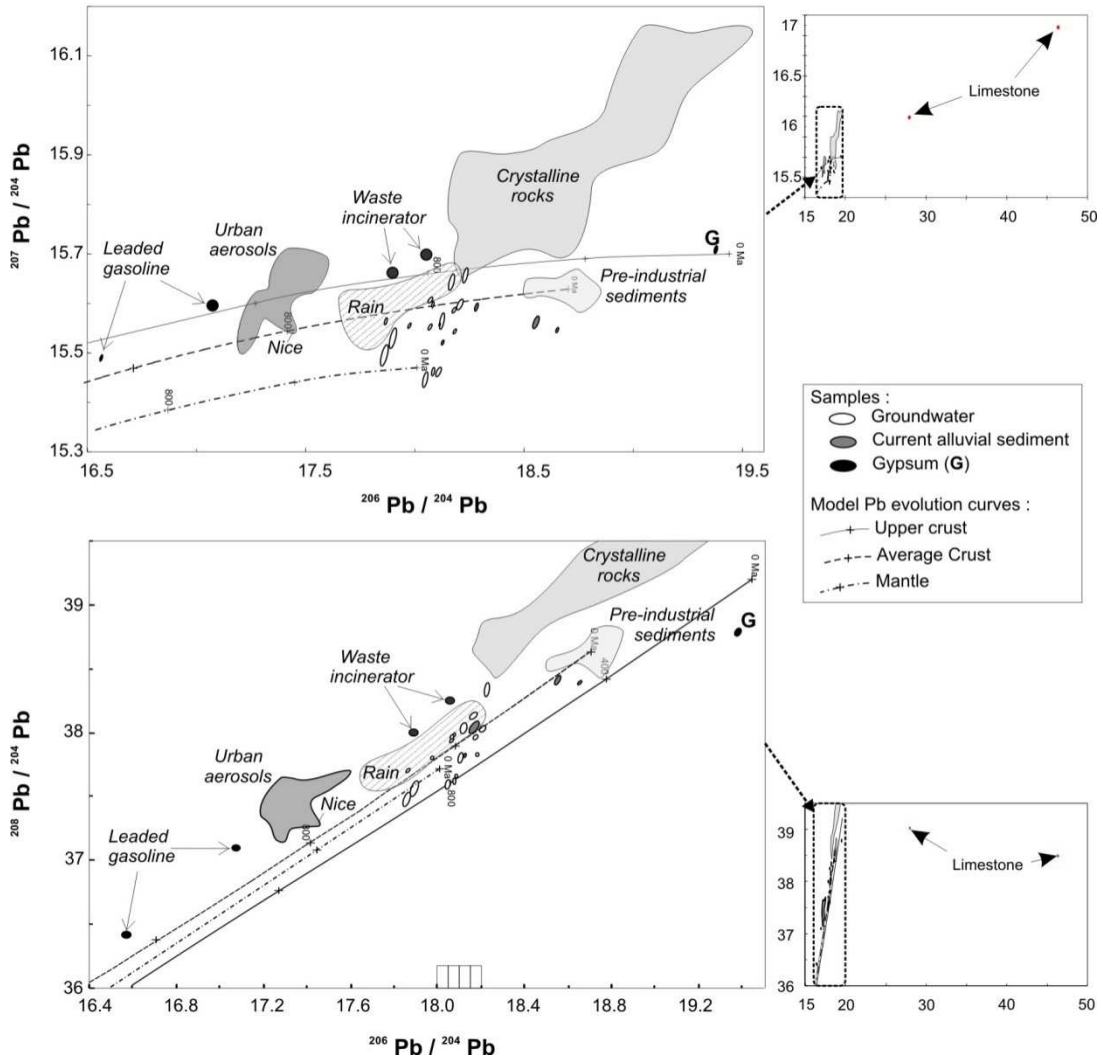 16.1
15.9
15.7
15.5
15.3
207 Pb / 204 Pb
16.5
17.5
18.5
19.5
206 Pb / 204 Pb
Leaded
gasoline
Urban
aerosols
Nice
Waste
incinerator
Rain
Crystalline
rocks
Pre-industrial
sediments
G
800
800
800
0 Ma
0 Ma
0 Ma
17
16.5
16
15.5
15
20
30
40
50
Limestone
Samples :
Groundwater
Current alluvial sediment
Gypsum (G)
Model Pb evolution curves :
Upper crust
Average Crust
Mantle
39
38
37
36
208 Pb / 204 Pb
16.4
16.8
17.2
17.6
18.0
18.4
18.8
19.2
206 Pb / 204 Pb
Leaded
gasoline
Urban
aerosols
Nice
Waste
incinerator
Rain
Crystalline
rocks
Pre-industrial
sediments
G
800
800
400
0 Ma
0 Ma
0 Ma
39
38
37
36
15
20
30
40
50
Limestone